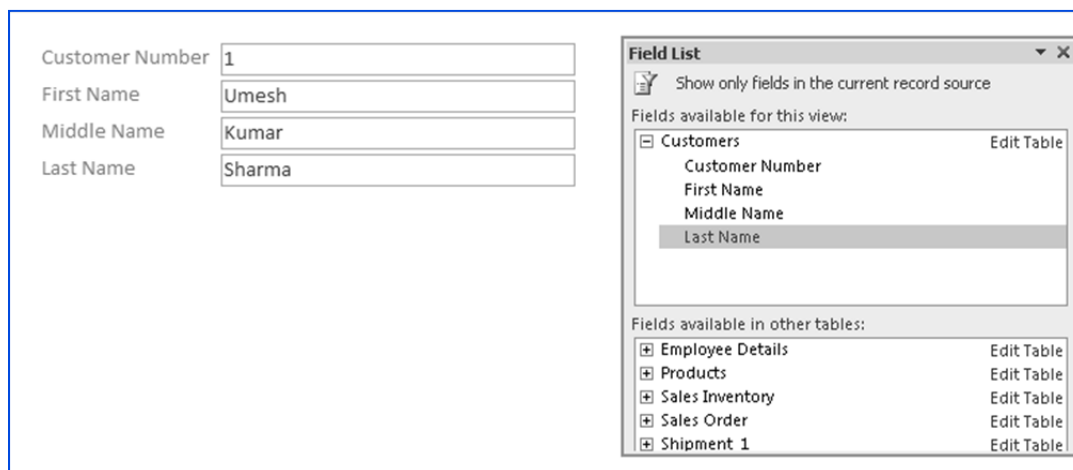 Customer Number 1
First Name Umesh
Middle Name Kumar
Last Name Sharma
Field List
Show only fields in the current record source
Fields available for this view:
Customers Edit Table
Customer Number
First Name
Middle Name
Last Name
Fields available in other tables:
Employee Details Edit Table
Products Edit Table
Sales Inventory Edit Table
Sales Order Edit Table
Shipment 1 Edit Table